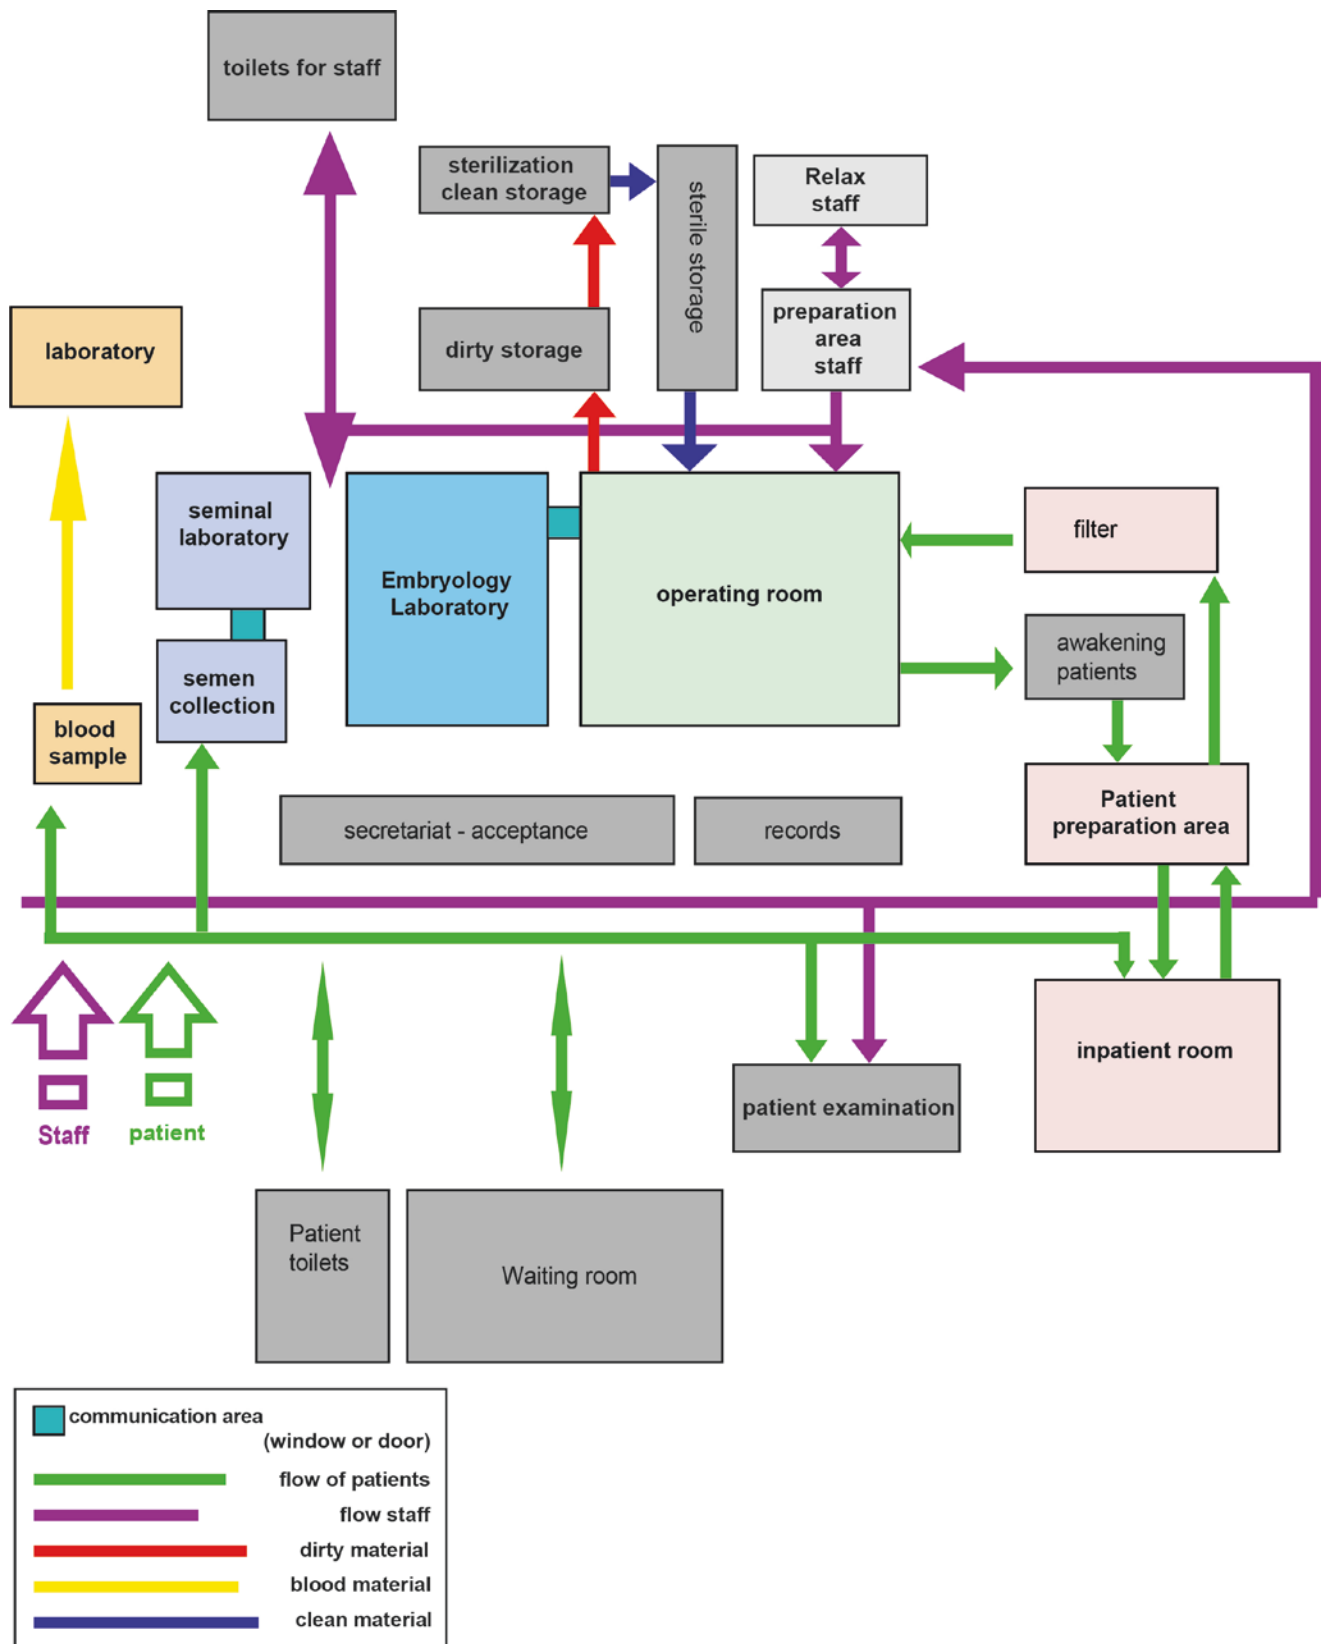 toilets for staff
sterilization
clean storage
sterile storage
Relax
staff
preparation
area
staff
laboratory
dirty storage
seminal
laboratory
Embryology
Laboratory
operating room
filter
awakening
patients
semen
collection
blood
sample
Patient
preparation area
secretariat - acceptance
records
inpatient room
patient examination
Staff
patient
Patient
toilets
Waiting room
communication area
(window or door)
flow of patients
flow staff
dirty material
blood material
clean material